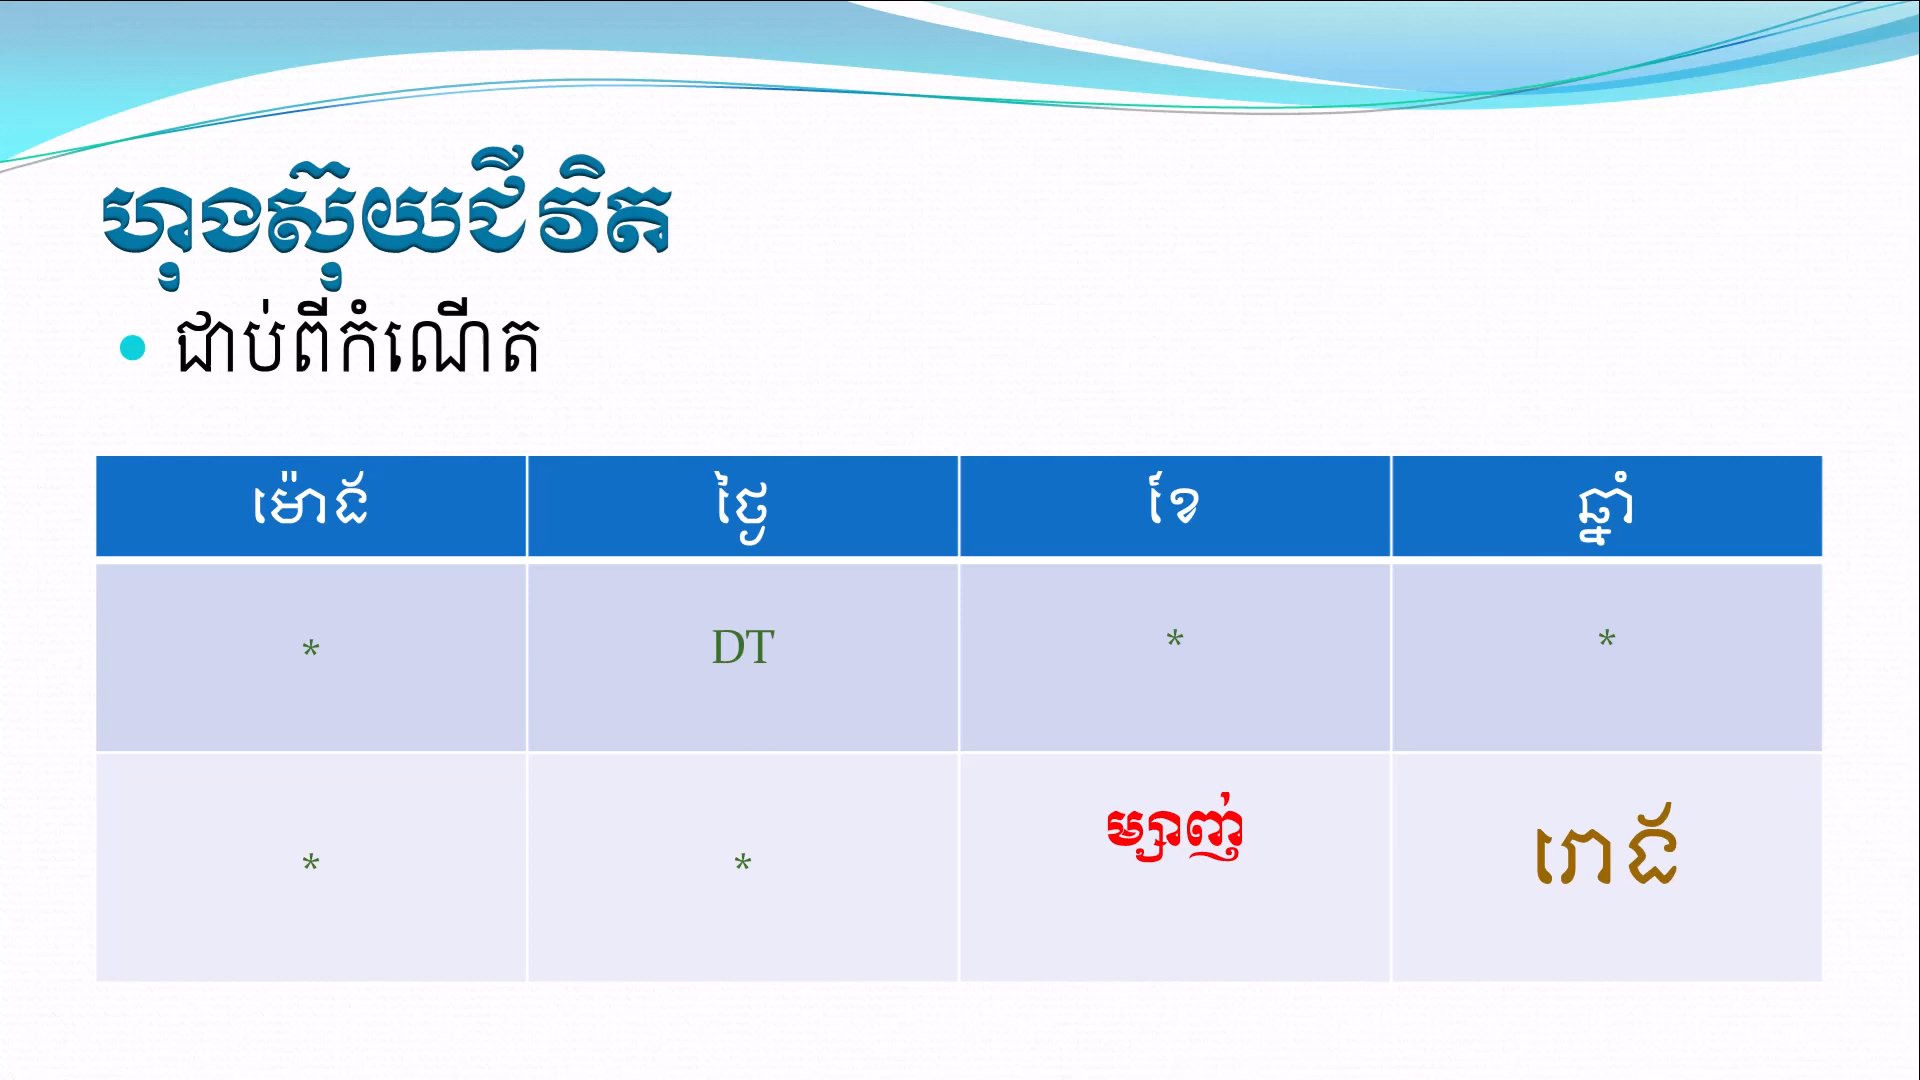 ហុងស៊ុយជីវិត
• ជាប់ពីកំណើត
ម៉ោង ថ្ងៃ ខែ ឆ្នាំ
* DT * *
* * ម្សាញ់ រោង